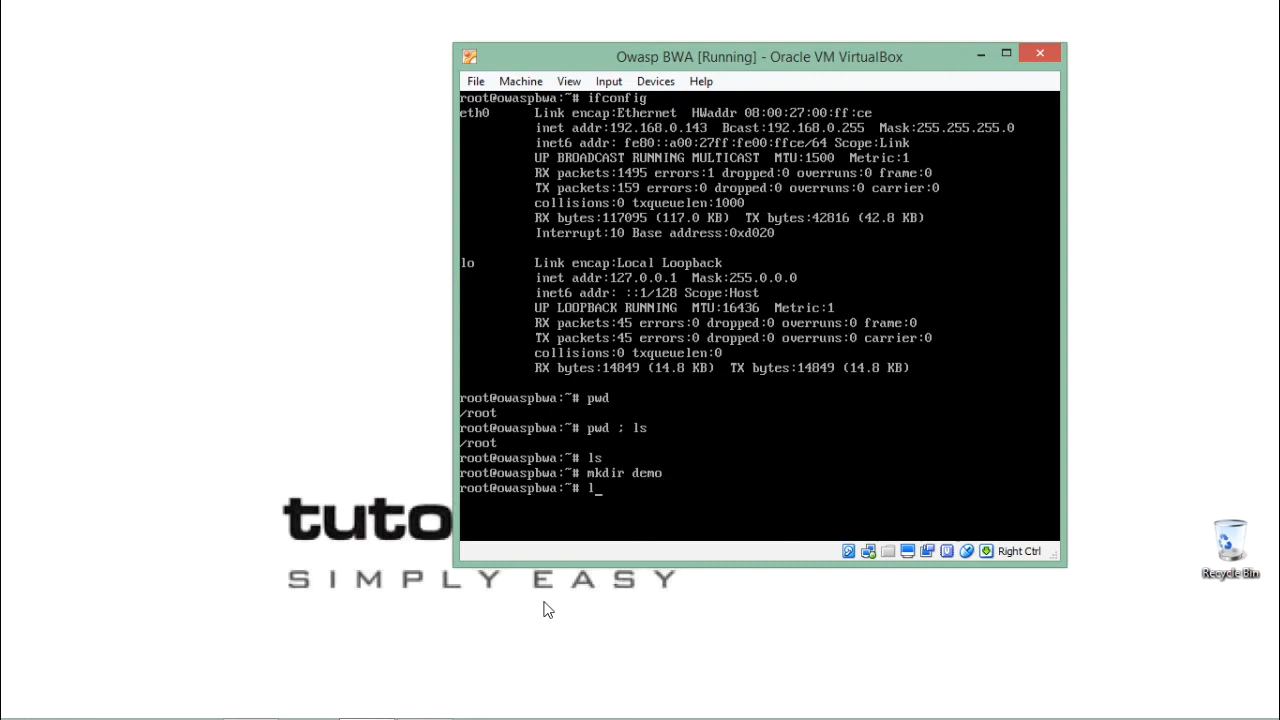 Owasp BWA [Running] - Oracle VM VirtualBox
File Machine View Input Devices Help
root@owaspbwa:~# ifconfig
eth0 Link encap:Ethernet HWaddr 08:00:27:00:ff:ce
inet addr:192.168.0.143 Bcast:192.168.0.255 Mask:255.255.255.0
inet6 addr: fe80::a00:27ff:fe00:ffce/64 Scope:Link
UP BROADCAST RUNNING MULTICAST MTU:1500 Metric:1
RX packets:1495 errors:1 dropped:0 overruns:0 frame:0
TX packets:159 errors:0 dropped:0 overruns:0 carrier:0
collisions:0 txqueuelen:1000
RX bytes:117095 (117.0 KB) TX bytes:42816 (42.8 KB)
Interrupt:10 Base address:0xd020
lo Link encap:Local Loopback
inet addr:127.0.0.1 Mask:255.0.0.0
inet6 addr: ::1/128 Scope:Host
UP LOOPBACK RUNNING MTU:16436 Metric:1
RX packets:45 errors:0 dropped:0 overruns:0 frame:0
TX packets:45 errors:0 dropped:0 overruns:0 carrier:0
collisions:0 txqueuelen:0
RX bytes:14849 (14.8 KB) TX bytes:14849 (14.8 KB)
root@owaspbwa:~# pwd
/root
root@owaspbwa:~# pwd ; ls
/root
root@owaspbwa:~# ls
root@owaspbwa:~# mkdir demo
root@owaspbwa:~# l_
Right Ctrl
tuto
SIMPLY EASY
Recycle Bin